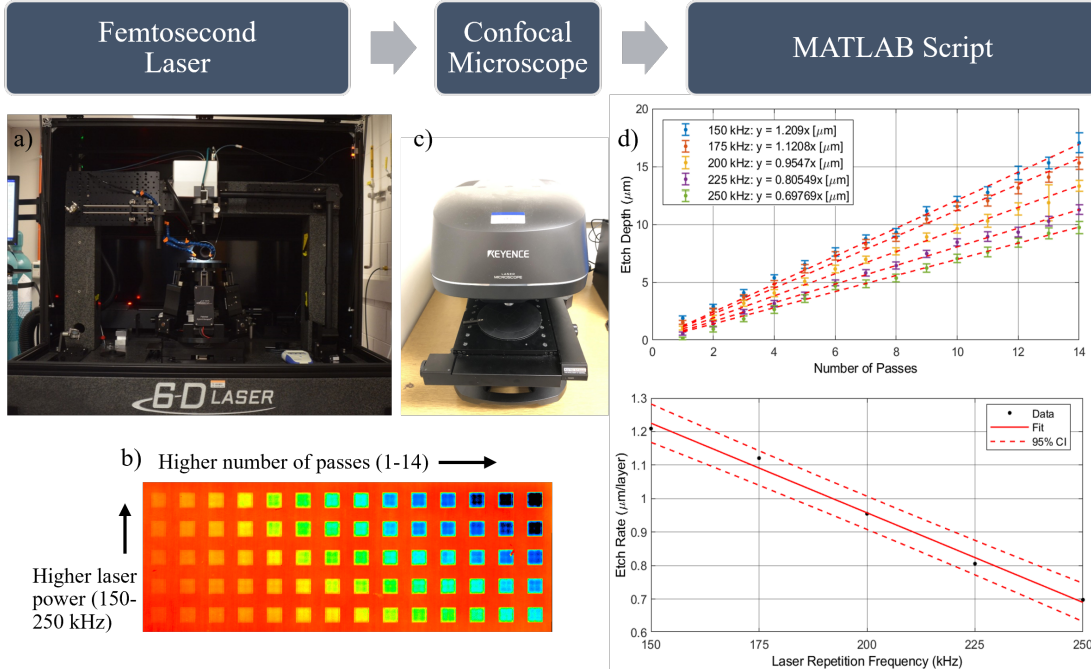 Femtosecond
Laser
Confocal
Microscope
MATLAB Script
a)
6-D LASER
c)
KEYENCE
LASER
MICROSCOPE
d)
20
15
10
5
0
Etch Depth (μm)
150 kHz: y = 1.209x [μm]
175 kHz: y = 1.1208x [μm]
200 kHz: y = 0.9547x [μm]
225 kHz: y = 0.80549x [μm]
250 kHz: y = 0.69769x [μm]
0 2 4 6 8 10 12 14
Number of Passes
b)
Higher number of passes (1-14)
Higher laser
power (150-
250 kHz)
1.3
1.2
1.1
1
0.9
0.8
0.7
0.6
Etch Rate (μm/layer)
Data
Fit
95% CI
150 175 200 225 250
Laser Repetition Frequency (kHz)